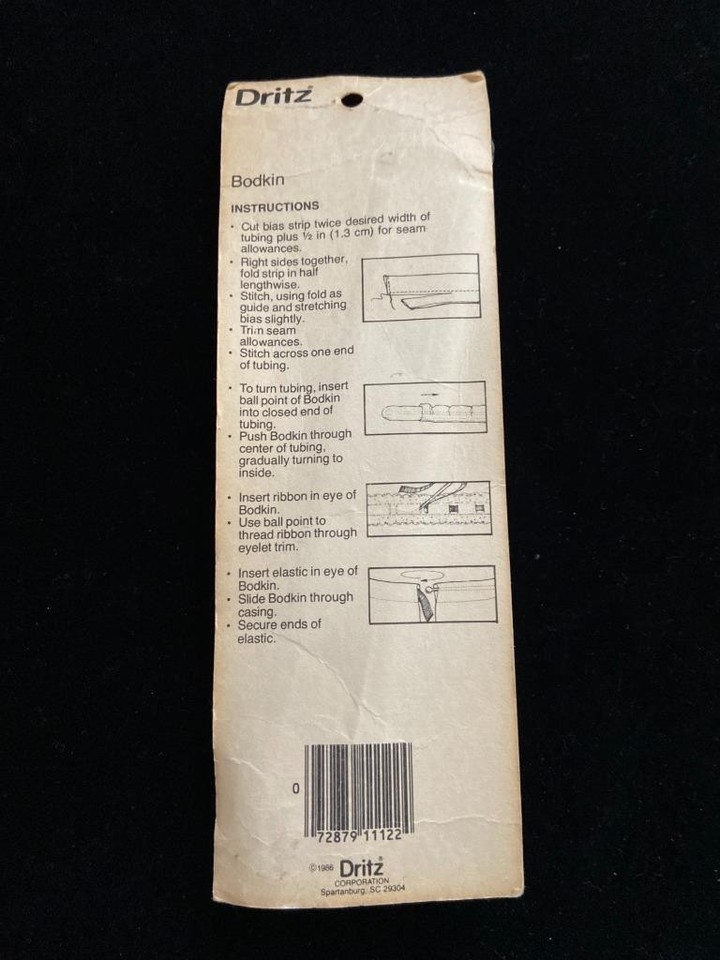 Dritz®
Bodkin
INSTRUCTIONS
• Cut bias strip twice desired width of
tubing plus ½ in (1.3 cm) for seam
allowances.
• Right sides together,
fold strip in half
lengthwise.
• Stitch, using fold as
guide and stretching
bias slightly.
• Trim seam
allowances.
• Stitch across one end
of tubing.
• To turn tubing, insert
ball point of Bodkin
into closed end of
tubing.
• Push Bodkin through
center of tubing,
gradually turning to
inside.
• Insert ribbon in eye of
Bodkin.
• Use ball point to
thread ribbon through
eyelet trim.
• Insert elastic in eye of
Bodkin.
• Slide Bodkin through
casing.
• Secure ends of
elastic.
0
72879 11122
©1986 Dritz®
CORPORATION
Spartanburg, SC 29304